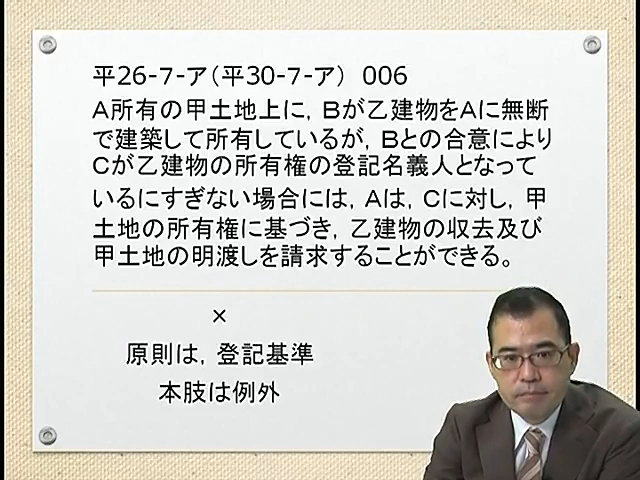 平26-7-ア(平30-7-ア) 006
A所有の甲土地上に，Bが乙建物をAに無断
で建築して所有しているが，Bとの合意により
Cが乙建物の所有権の登記名義人となって
いるにすぎない場合には，Aは，Cに対し，甲
土地の所有権に基づき，乙建物の収去及び
甲土地の明渡しを請求することができる。
×
原則は，登記基準
本肢は例外